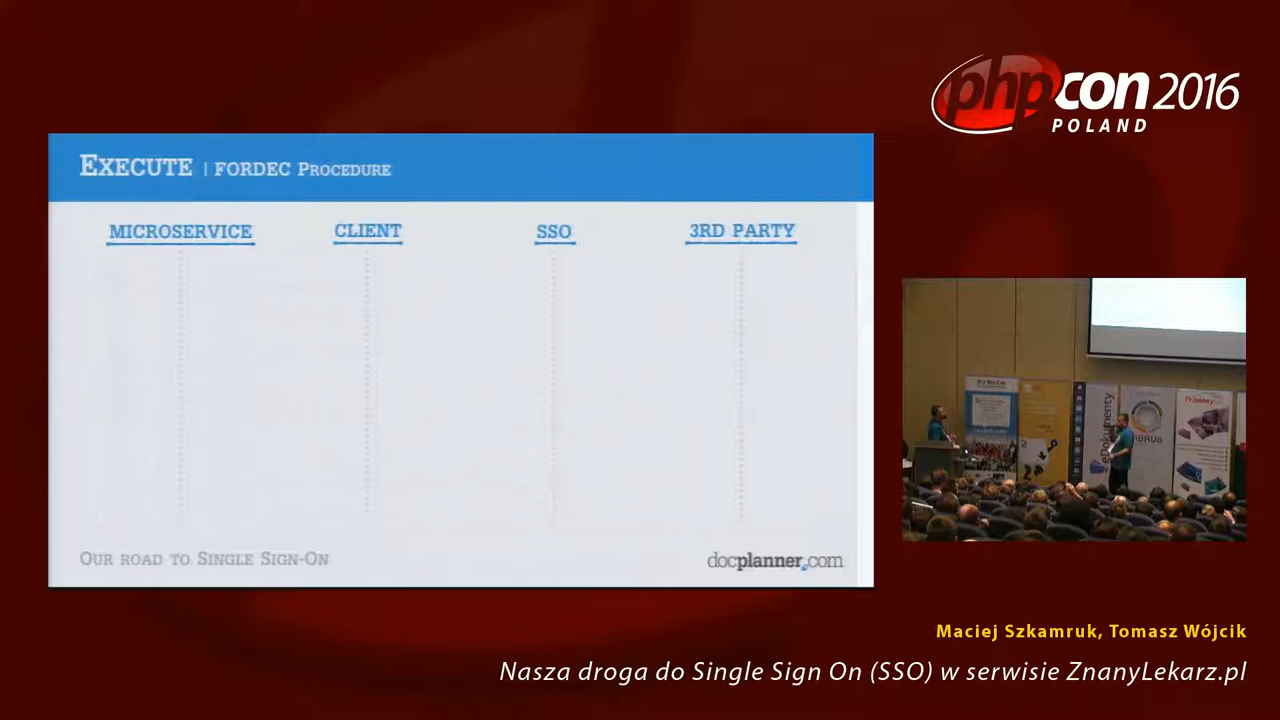 phpcon 2016
POLAND
EXECUTE | FORDEC PROCEDURE
MICROSERVICE
CLIENT
SSO
3RD PARTY
OUR ROAD TO SINGLE SIGN-ON
docplanner.com
eDokumenty
Maciej Szkamruk, Tomasz Wójcik
Nasza droga do Single Sign On (SSO) w serwisie ZnanyLekarz.pl